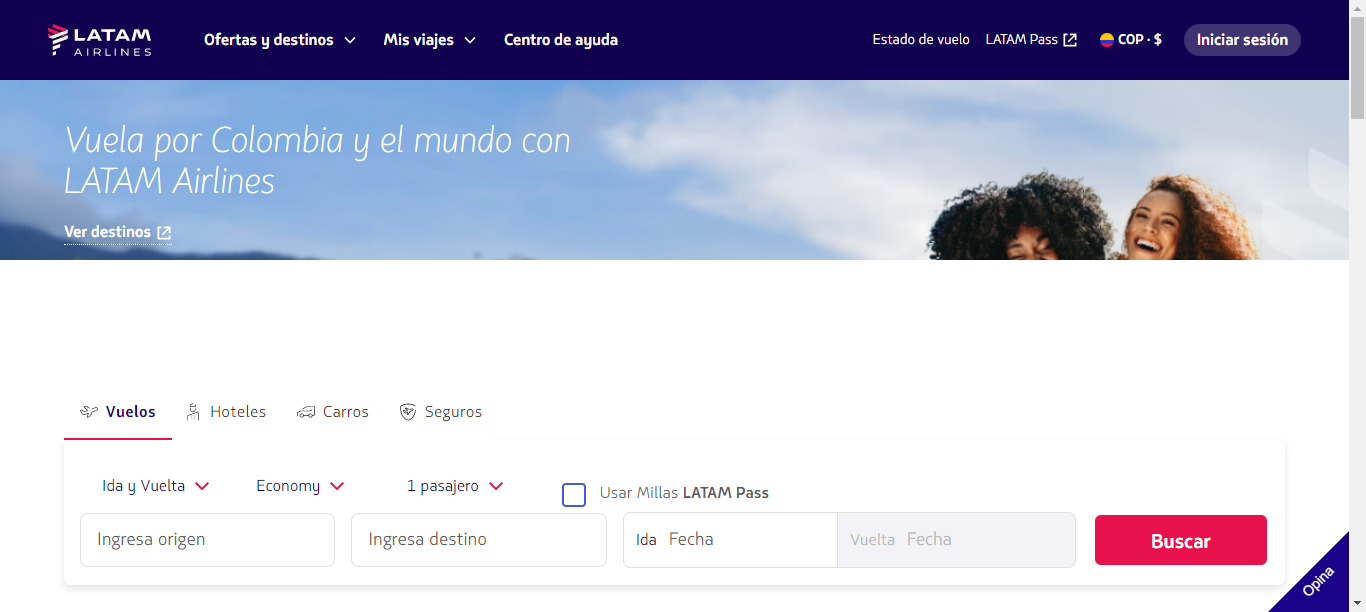 LATAM
AIRLINES
Ofertas y destinos
Mis viajes
Centro de ayuda
Estado de vuelo
LATAM Pass
COP · $
Iniciar sesión
Vuela por Colombia y el mundo con
LATAM Airlines
Ver destinos
Vuelos
Hoteles
Carros
Seguros
Ida y Vuelta
Economy
1 pasajero
Usar Millas LATAM Pass
Ingresa origen
Ingresa destino
Ida Fecha
Vuelta Fecha
Buscar
Opina